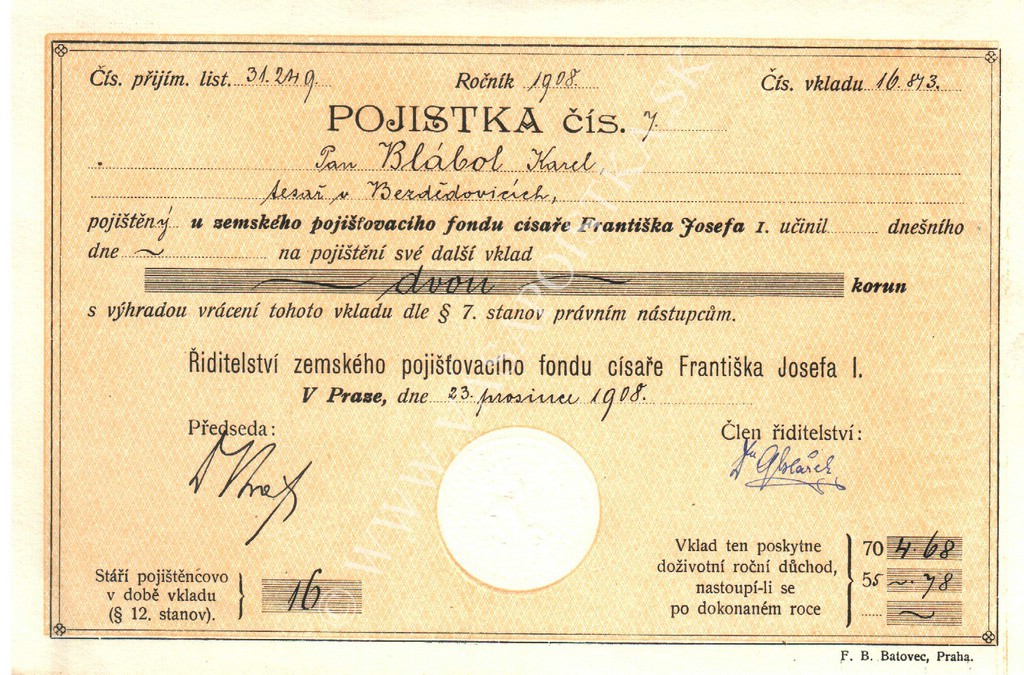 Čís. přijím. list. 31.249. Ročník 1908. Čís. vkladu 16.873.
POJISTKA čís. 7.
Pan Blábol Karel,
tesař v Bezdědovicích,
pojištěný u zemského pojišťovacího fondu císaře Františka Josefa I. učinil dnešního
dne ~ na pojištění své další vklad
dvou korun
s výhradou vrácení tohoto vkladu dle § 7. stanov právním nástupcům.
Řiditelství zemského pojišťovacího fondu císaře Františka Josefa I.
V Praze, dne 23. prosince 1908.
Předseda: Člen řiditelství:
Stáří pojištěncovo
v době vkladu
(§ 12. stanov).
16
Vklad ten poskytne
doživotní roční důchod,
nastoupí-li se
po dokonaném roce
70 4.68
55 ~.78
~
F. B. Batovec, Praha.